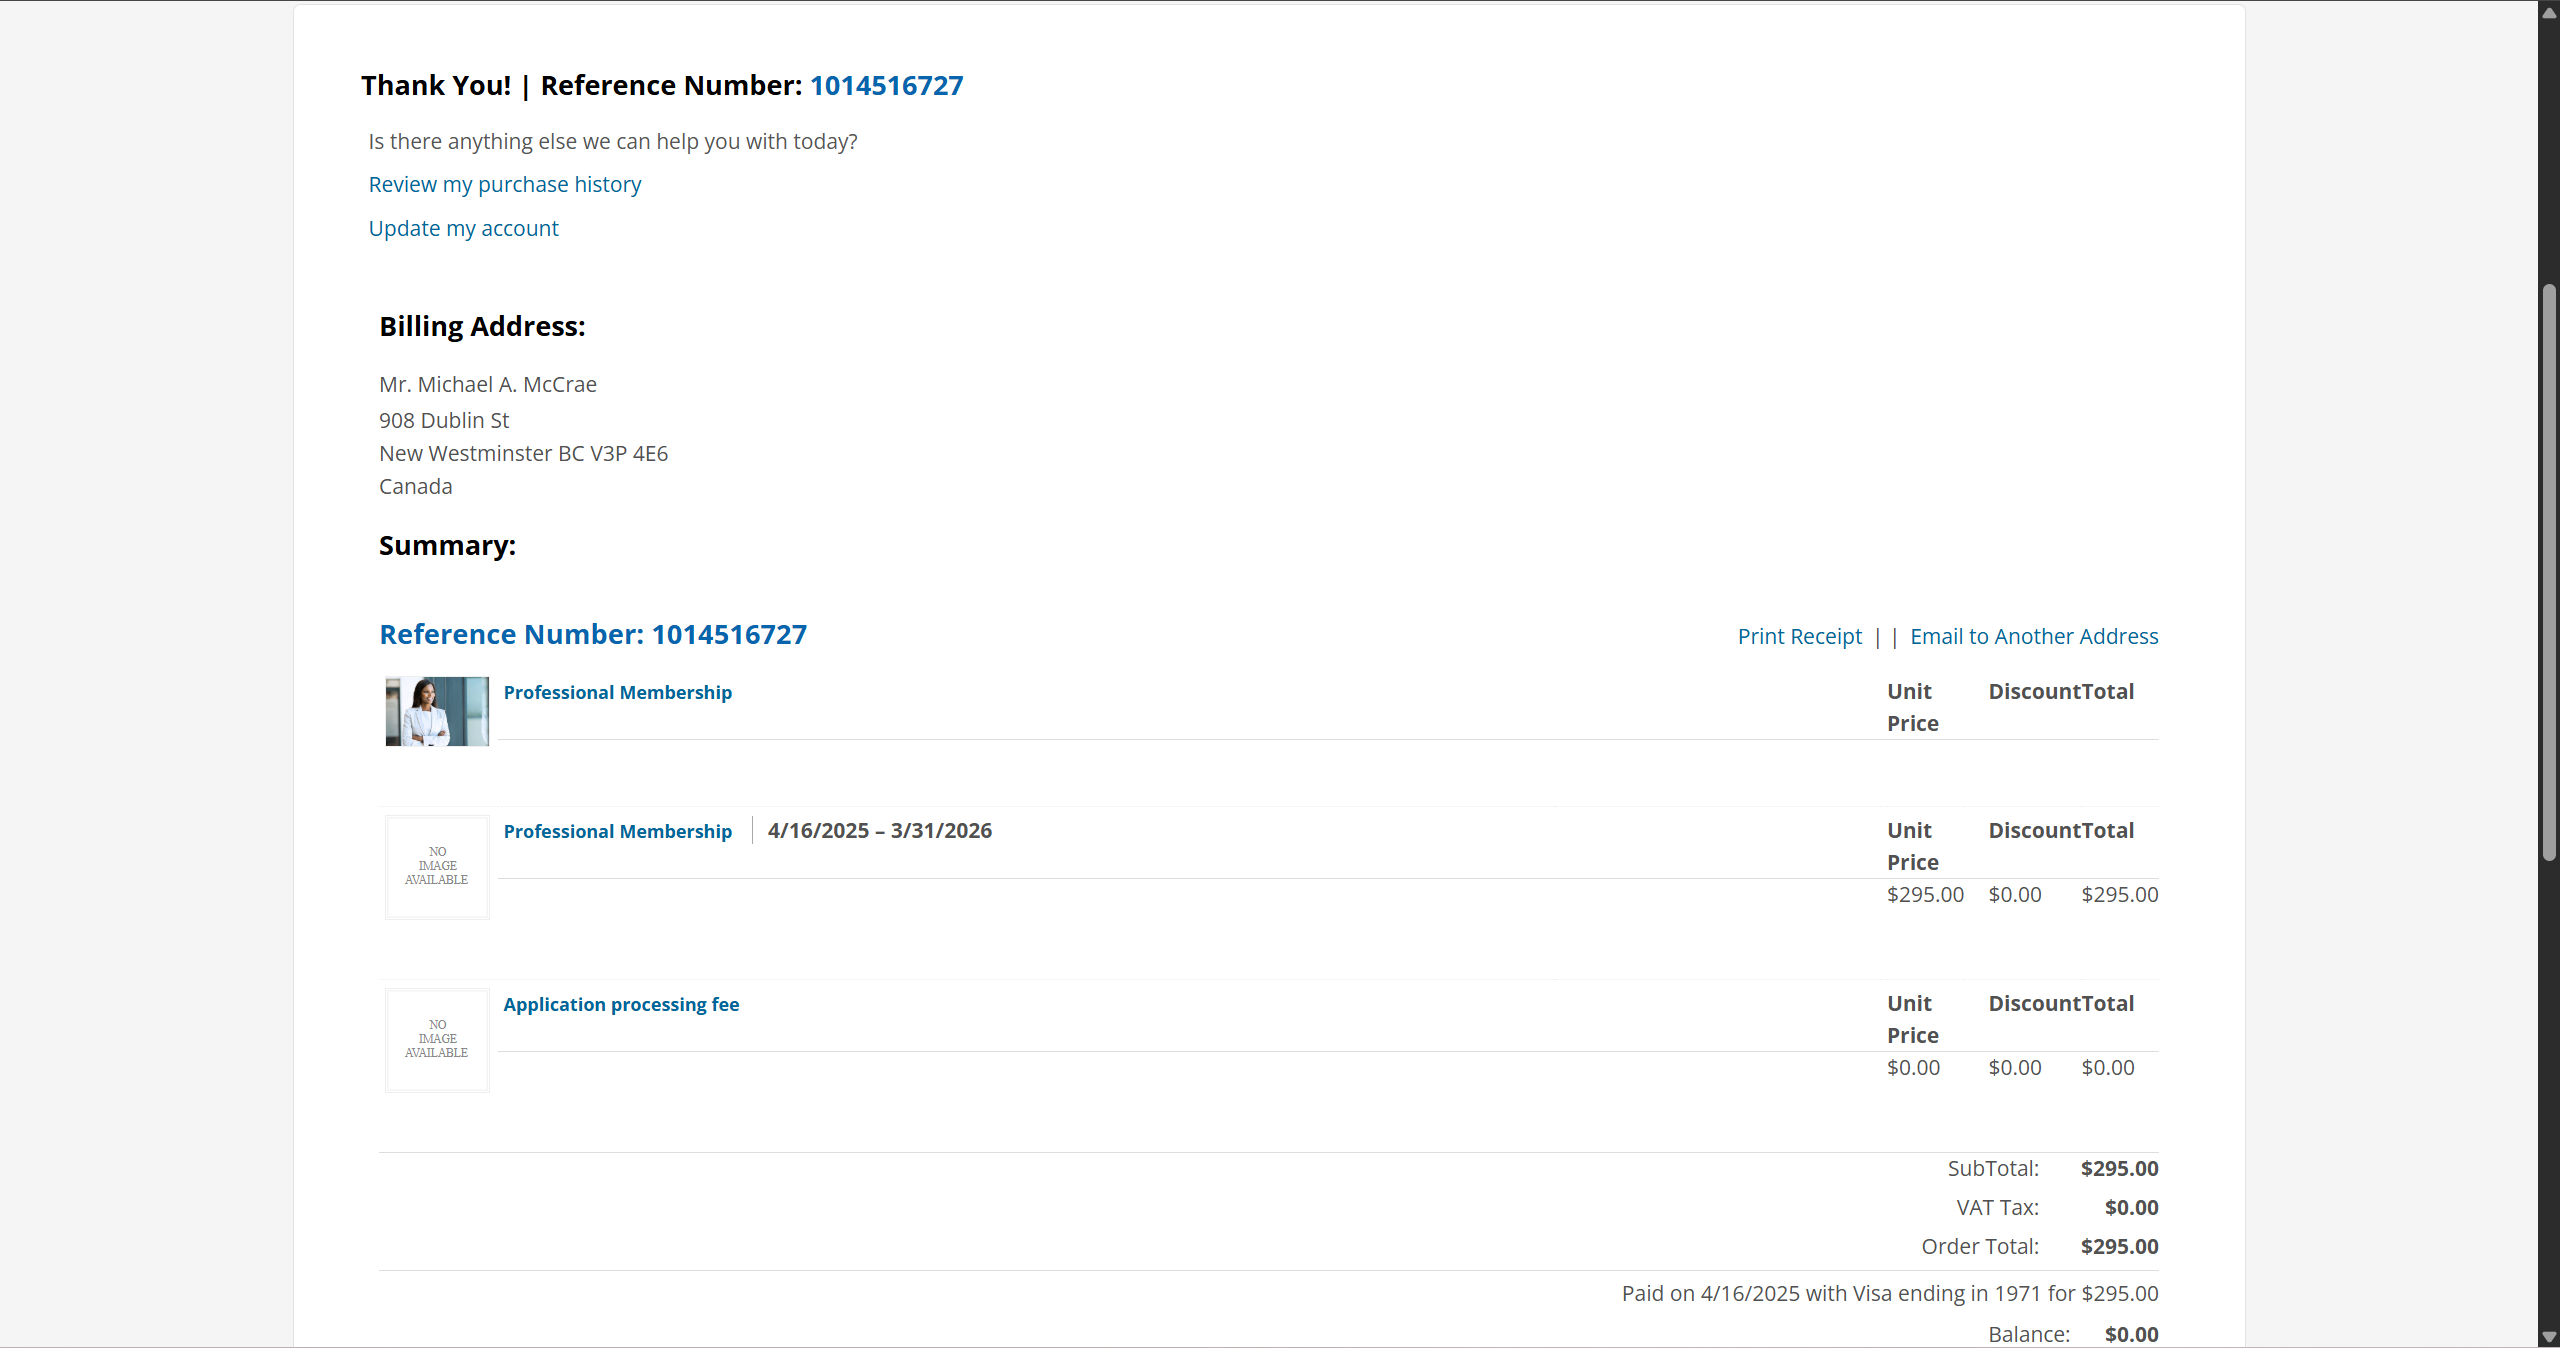 Thank You! | Reference Number: 1014516727
Is there anything else we can help you with today?
Review my purchase history
Update my account
Billing Address:
Mr. Michael A. McCrae
908 Dublin St
New Westminster BC V3P 4E6
Canada
Summary:
Reference Number: 1014516727
Print Receipt | | Email to Another Address
Professional Membership
Unit Price Discount Total
NO IMAGE AVAILABLE
Professional Membership 4/16/2025 – 3/31/2026
Unit Price Discount Total
$295.00 $0.00 $295.00
NO IMAGE AVAILABLE
Application processing fee
Unit Price Discount Total
$0.00 $0.00 $0.00
SubTotal: $295.00
VAT Tax: $0.00
Order Total: $295.00
Paid on 4/16/2025 with Visa ending in 1971 for $295.00
Balance: $0.00